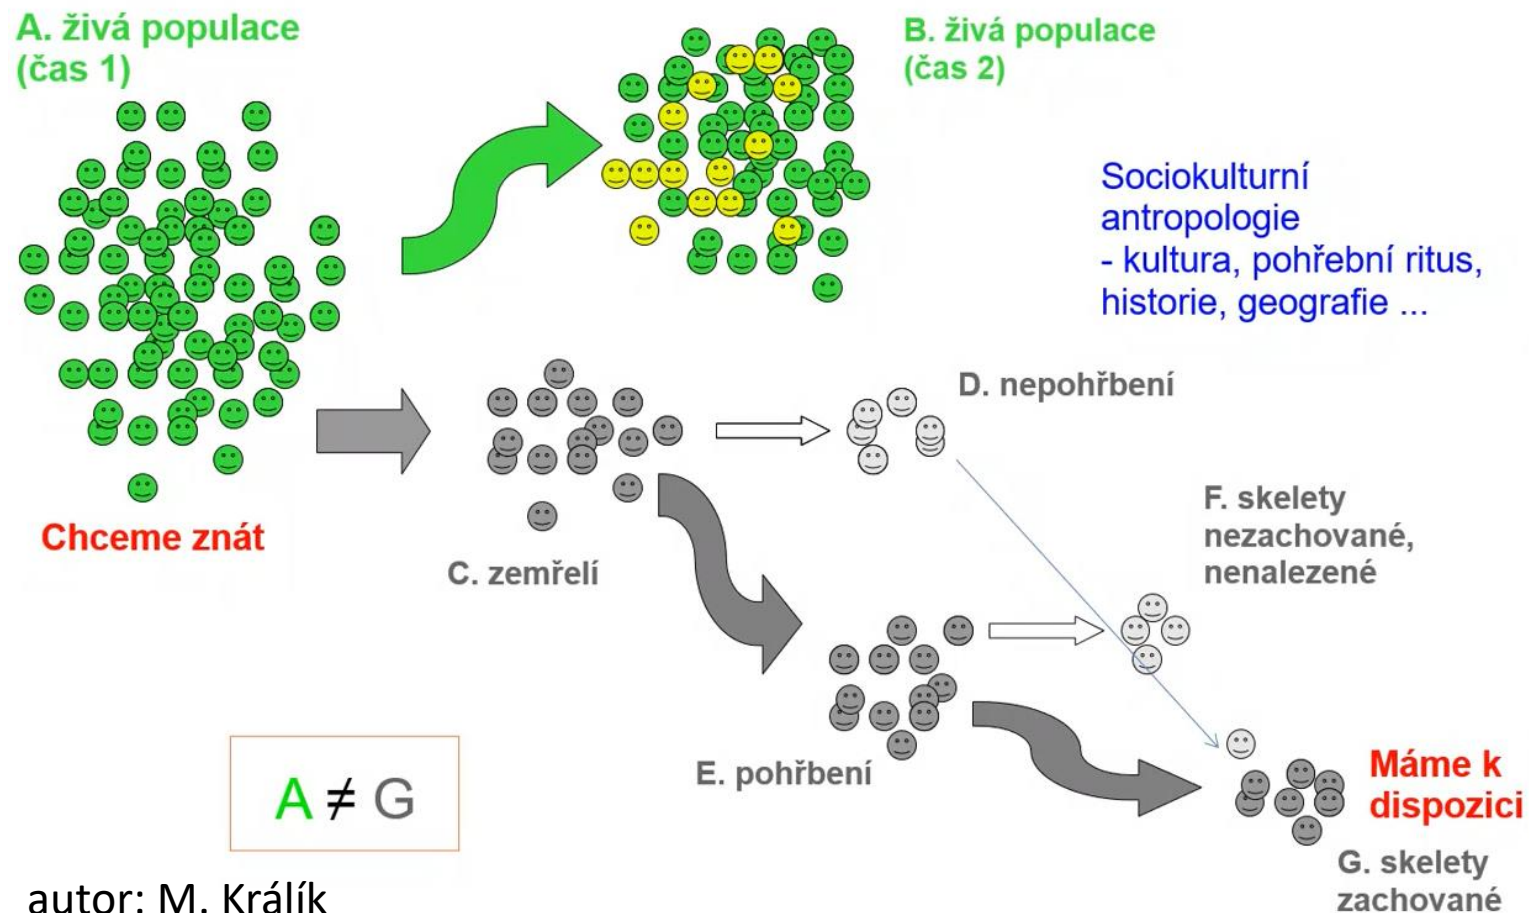 A. živá populace
(čas 1)
B. živá populace
(čas 2)
Sociokulturní
antropologie
- kultura, pohřební ritus,
historie, geografie ...
D. nepohřbení
Chceme znát
C. zemřelí
F. skelety
nezachované,
nenalezené
E. pohřbení
A ≠ G
Máme k
dispozici
G. skelety
zachované
autor: M. Králík